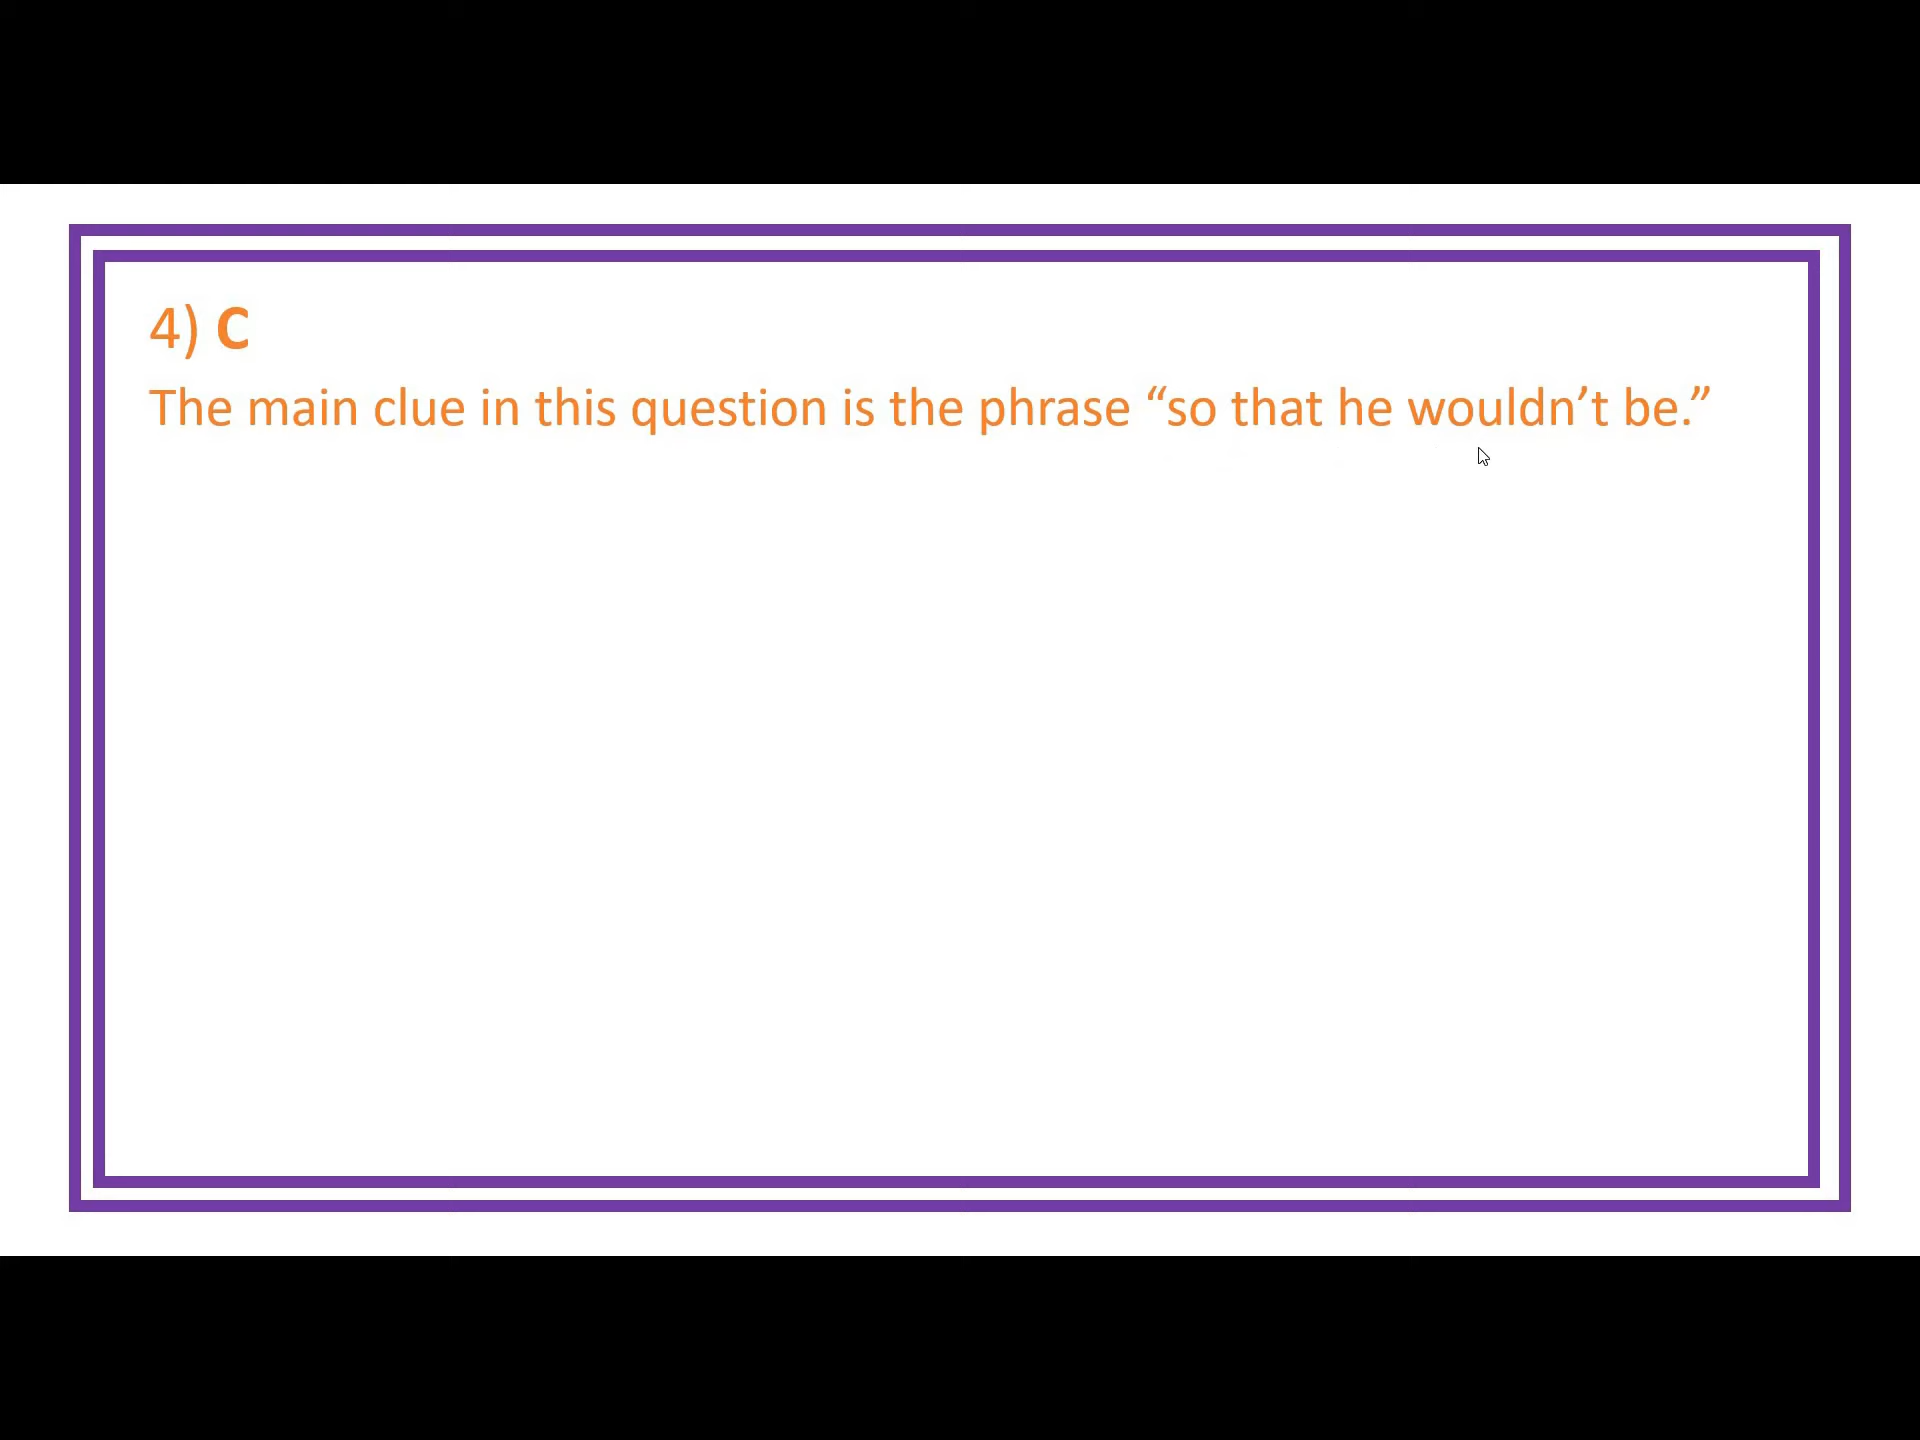 4) C
The main clue in this question is the phrase “so that he wouldn’t be.”